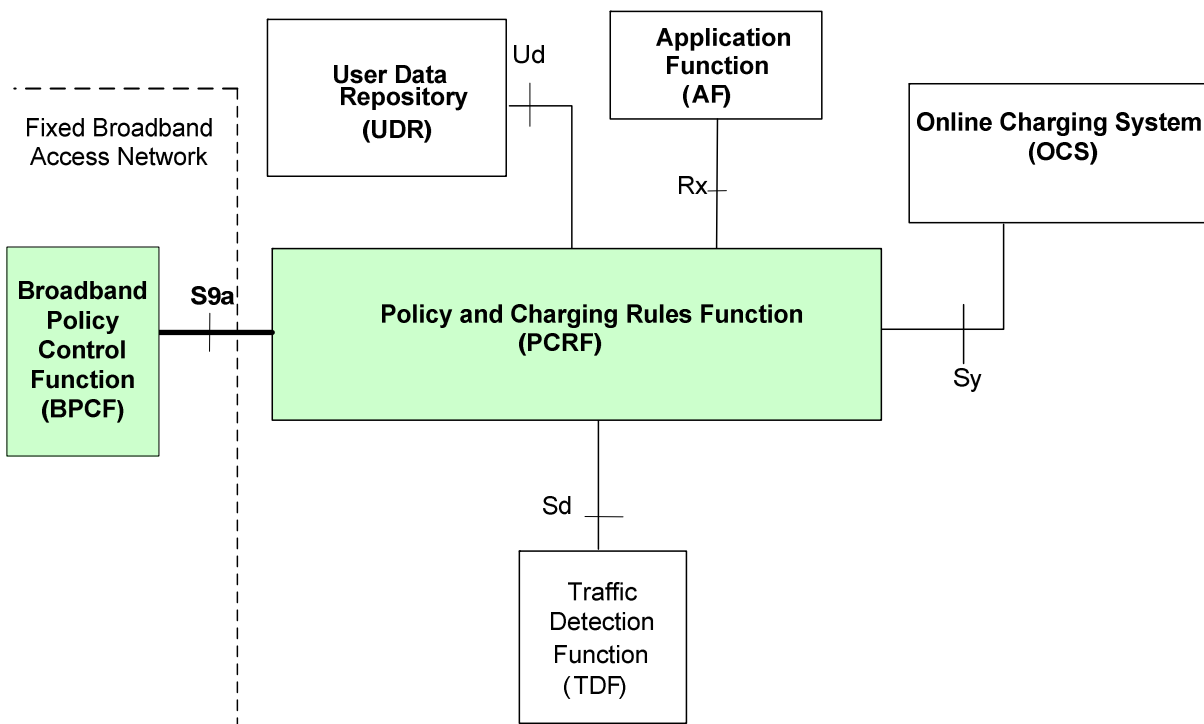 User Data
Repository
(UDR)
Ud
Application
Function
(AF)
Online Charging System
(OCS)
Fixed Broadband
Access Network
Rx
Broadband
Policy
Control
Function
(BPCF)
S9a
Policy and Charging Rules Function
(PCRF)
Sy
Sd
Traffic
Detection
Function
(TDF)